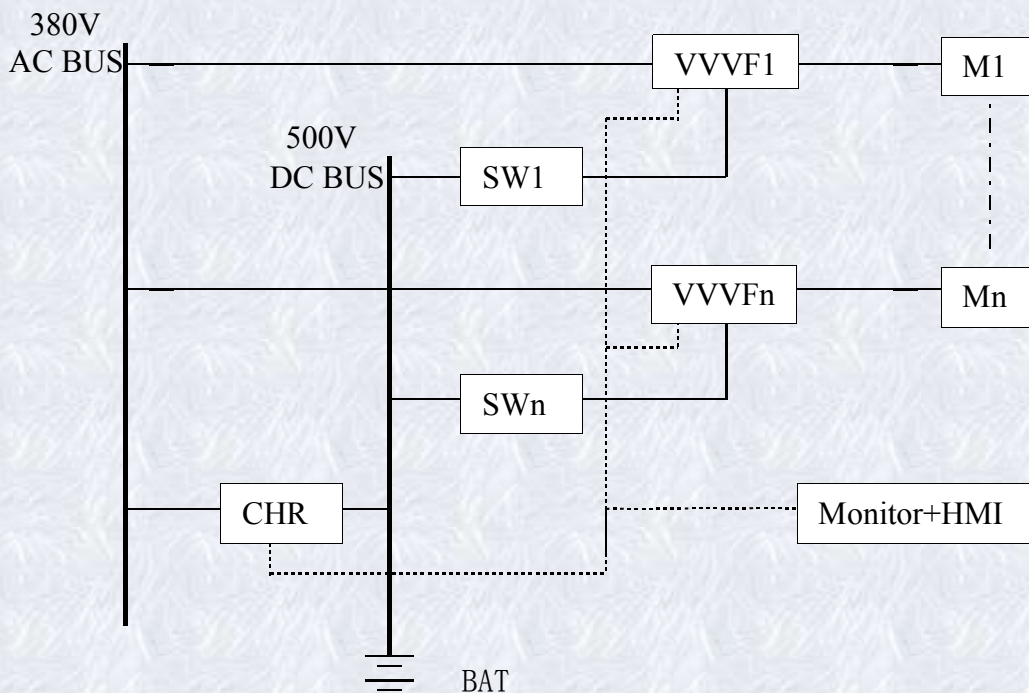 380V
AC BUS
VVVF1
M1
500V
DC BUS
SW1
VVVFn
Mn
SWn
CHR
Monitor+HMI
BAT